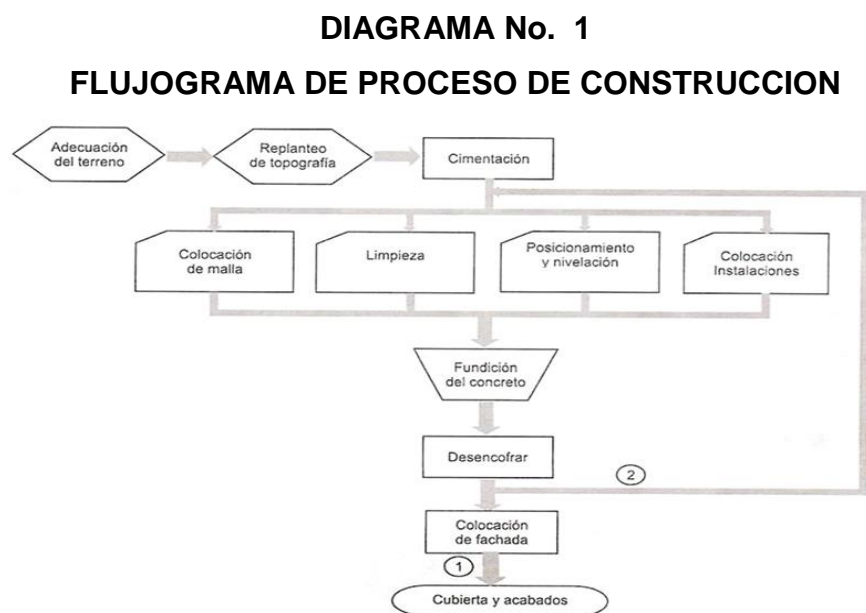 DIAGRAMA No. 1
FLUJOGRAMA DE PROCESO DE CONSTRUCCION
Adecuación
del terreno
Replanteo
de topografía
Cimentación
Colocación
de malla
Limpieza
Posicionamiento
y nivelación
Colocación
Instalaciones
Fundición
del concreto
Desencofrar
2
Colocación
de fachada
1
Cubierta y acabados